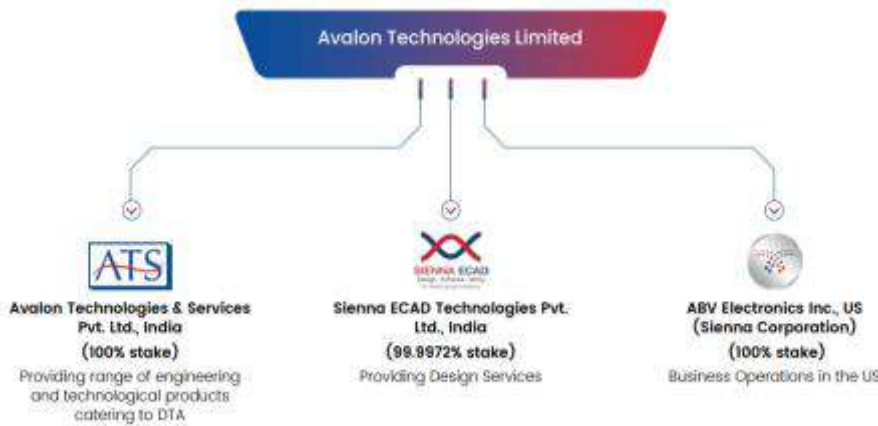 Avalon Technologies Limited
ATS
Avalon Technologies & Services
Pvt. Ltd., India
(100% stake)
Providing range of engineering
and technological products
catering to DTA
SIENNA ECAD
Sienna ECAD Technologies Pvt.
Ltd., India
(99.9972% stake)
Providing Design Services
ABV Electronics Inc., US
(Sienna Corporation)
(100% stake)
Business Operations in the US